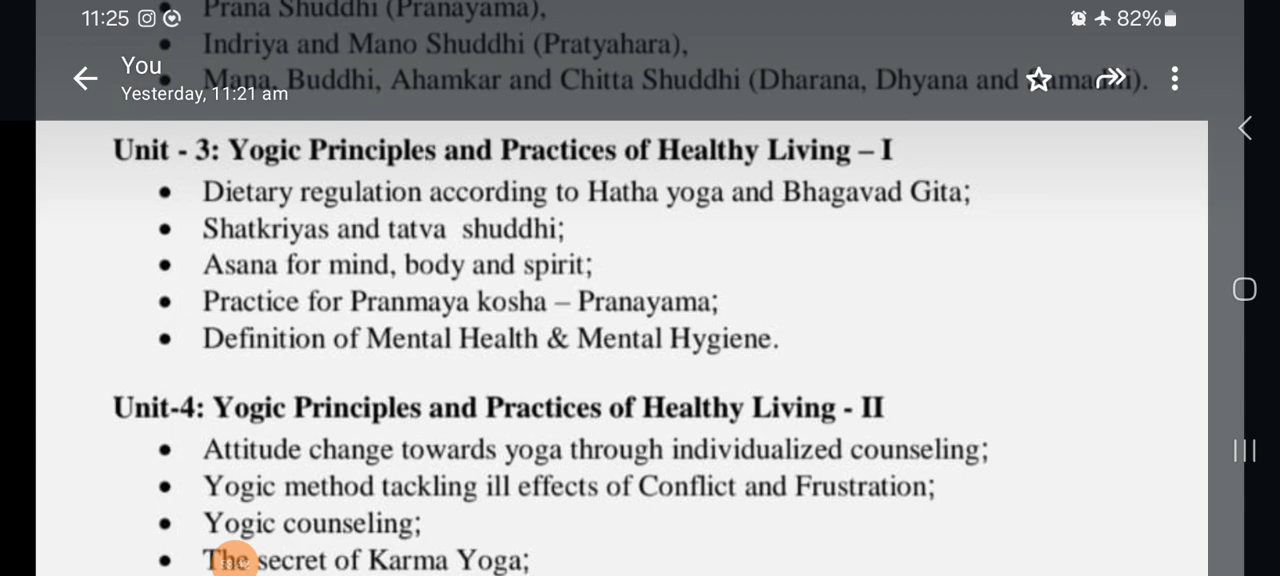 11:25 82%
Prana Shuddhi (Pranayama),
Indriya and Mano Shuddhi (Pratyahara),
You
Mana, Buddhi, Ahamkar and Chitta Shuddhi (Dharana, Dhyana and Samadhi).
Yesterday, 11:21 am
Unit - 3: Yogic Principles and Practices of Healthy Living – I
• Dietary regulation according to Hatha yoga and Bhagavad Gita;
• Shatkriyas and tatva shuddhi;
• Asana for mind, body and spirit;
• Practice for Pranmaya kosha – Pranayama;
• Definition of Mental Health & Mental Hygiene.
Unit-4: Yogic Principles and Practices of Healthy Living - II
• Attitude change towards yoga through individualized counseling;
• Yogic method tackling ill effects of Conflict and Frustration;
• Yogic counseling;
• The secret of Karma Yoga;